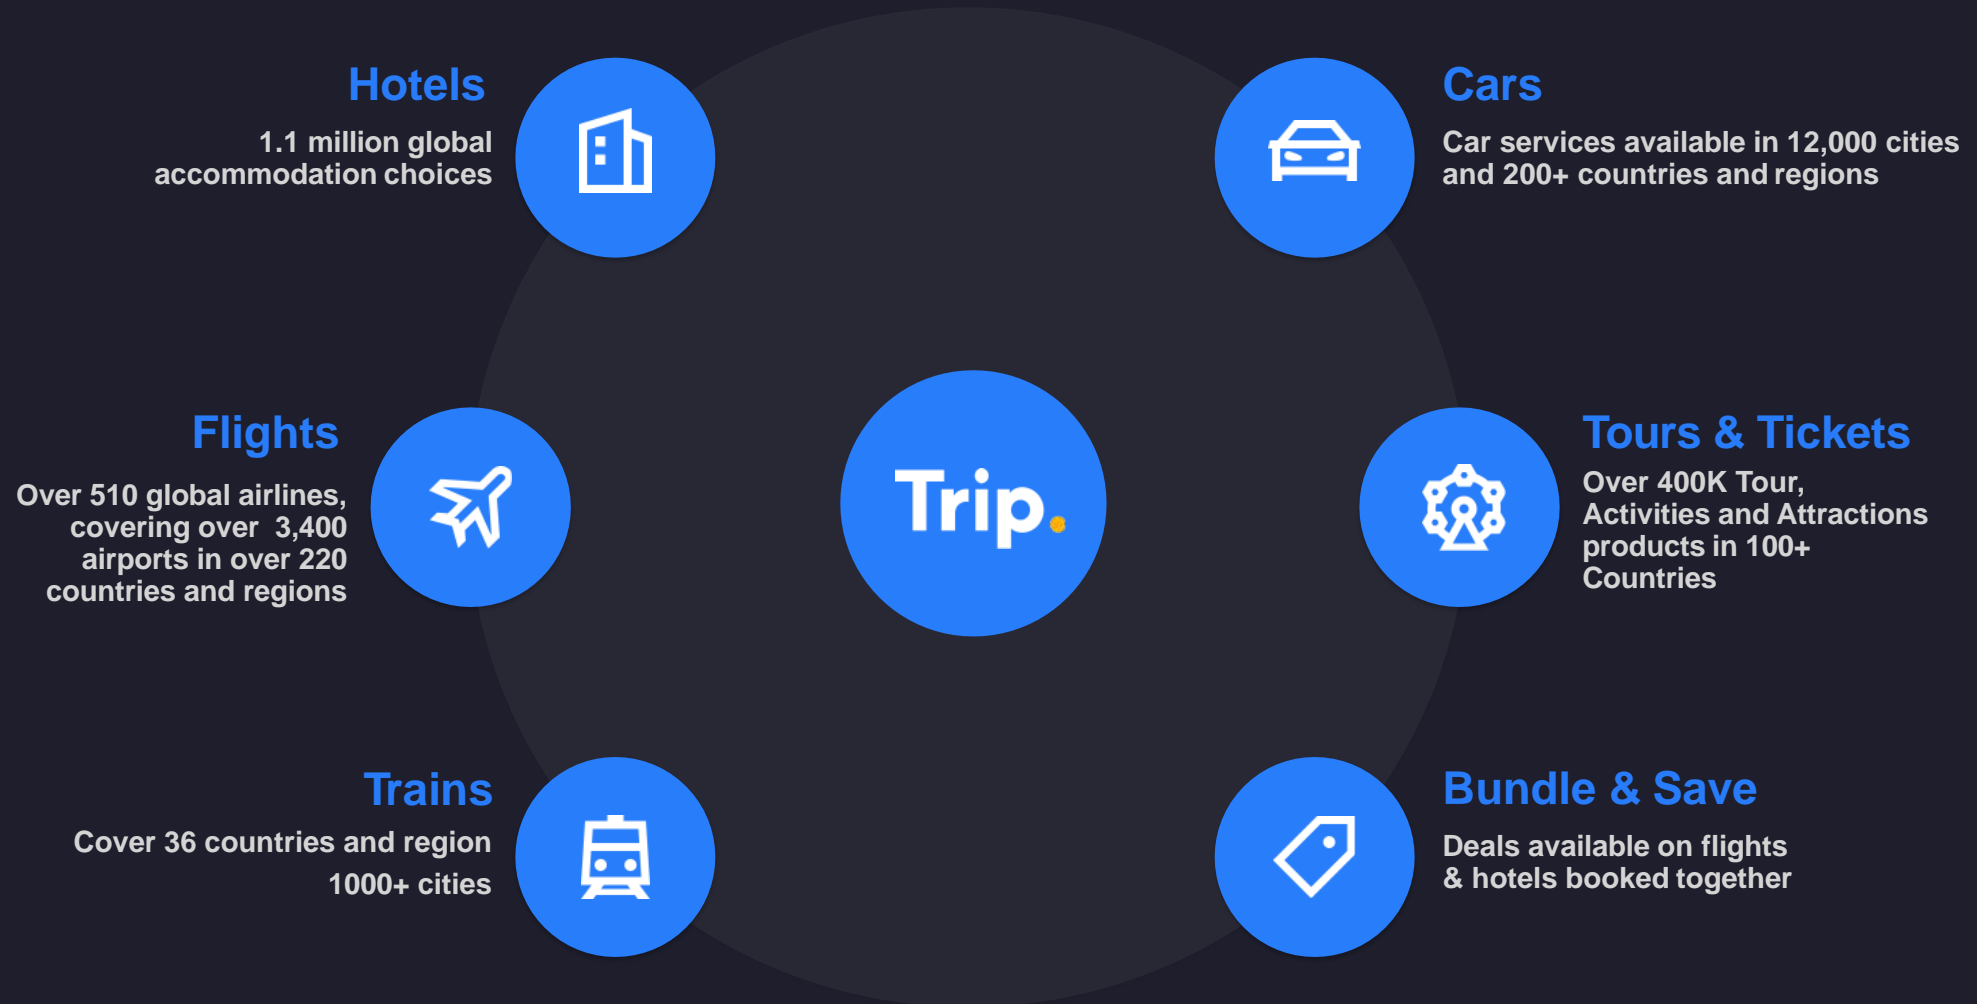 Hotels
1.1 million global
accommodation choices
Cars
Car services available in 12,000 cities
and 200+ countries and regions
Flights
Over 510 global airlines,
covering over 3,400
airports in over 220
countries and regions
Trip.
Tours & Tickets
Over 400K Tour,
Activities and Attractions
products in 100+
Countries
Trains
Cover 36 countries and region
1000+ cities
Bundle & Save
Deals available on flights
& hotels booked together